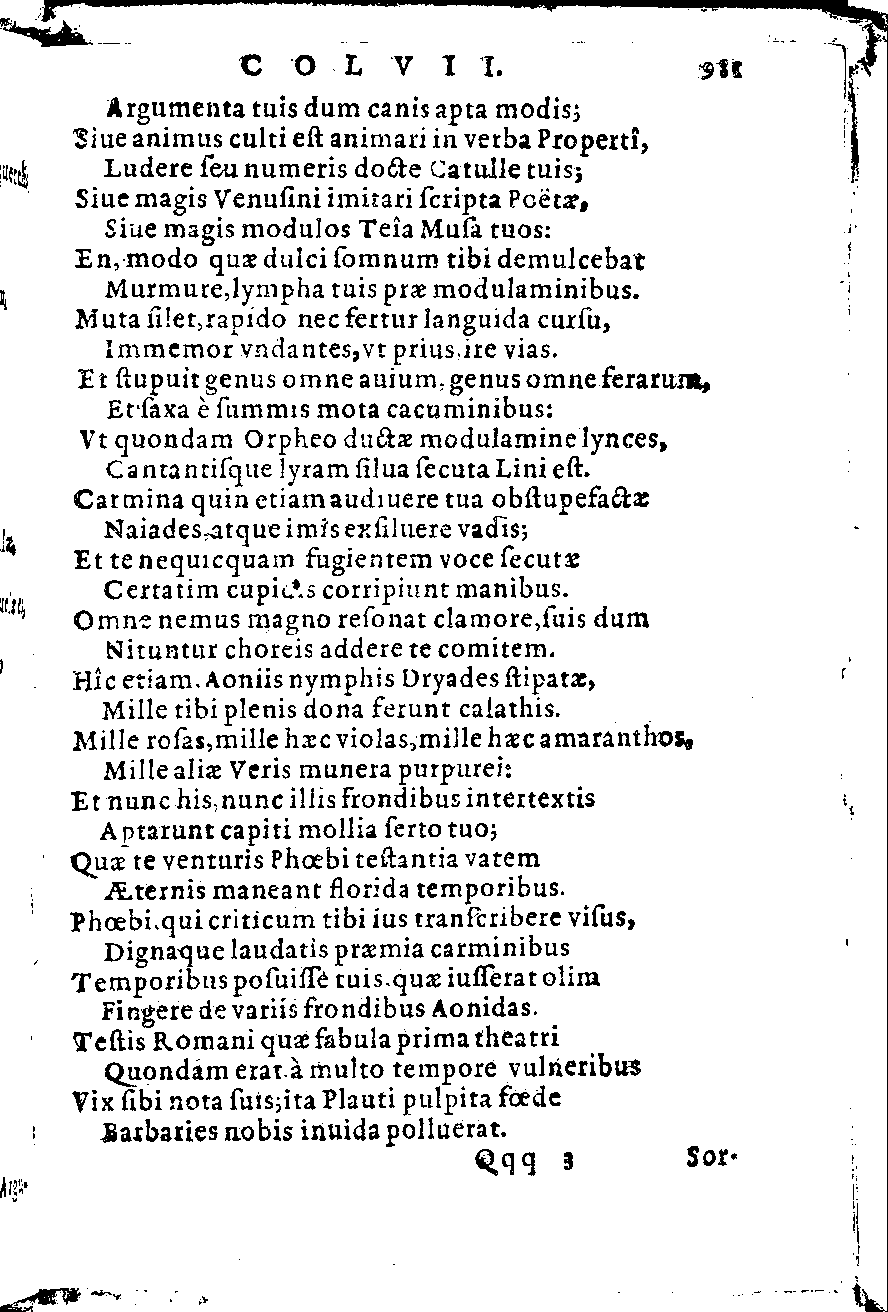 COLVII. 981
Argumenta tuis dum canis apta modis;
Siue animus culti eſt animari in verba Propertî,
Ludere ſeu numeris docte Catulle tuis;
Siue magis Venuſini imitari ſcripta Poëtæ,
Siue magis modulos Teîa Muſa tuos:
En, modo quæ dulci ſomnum tibi demulcebat
Murmure, lympha tuis præ modulaminibus.
Muta ſilet, rapido nec fertur languida curſu,
Immemor vndantes, vt prius, ire vias.
Et ſtupuit genus omne auium, genus omne ferarum,
Et ſaxa è ſummis mota cacuminibus:
Vt quondam Orpheo ductæ modulamine lynces,
Cantantiſque lyram ſilua ſecuta Lini eſt.
Carmina quin etiam audiuere tua obſtupefactæ
Naiades, atque imis exſiluere vadis;
Et te nequicquam fugientem voce ſecutæ
Certatim cupidis corripiunt manibus.
Omne nemus magno reſonat clamore, ſuis dum
Nituntur choreis addere te comitem.
Hîc etiam Aoniis nymphis Dryades ſtipatæ,
Mille tibi plenis dona ferunt calathis.
Mille roſas, mille hæc violas, mille hæc amaranthos,
Mille aliæ Veris munera purpurei:
Et nunc his, nunc illis frondibus intertextis
Aptarunt capiti mollia ſerto tuo;
Quæ te venturis Phœbi teſtantia vatem
Æternis maneant florida temporibus.
Phœbi, qui criticum tibi ius tranſcribere viſus,
Dignaque laudatis præmia carminibus
Temporibus poſuiſſe tuis, quæ iuſſerat olim
Fingere de variis frondibus Aonidas.
Teſtis Romani quæ fabula prima theatri
Quondam erat à multo tempore vulneribus
Vix ſibi nota ſuis; ita Plauti pulpita fœde
Barbaries nobis inuida polluerat.
Qqq 3 Sor-